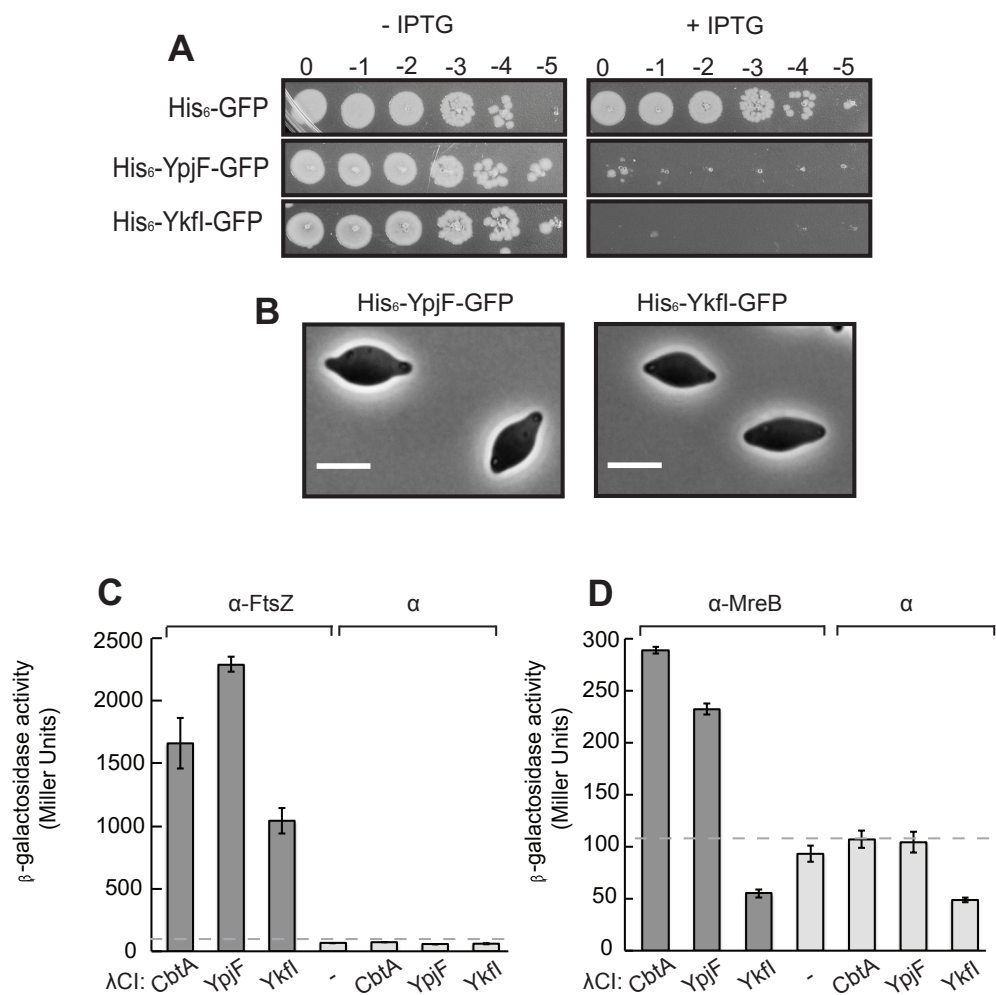 A
- IPTG
+ IPTG
0 -1 -2 -3 -4 -5
0 -1 -2 -3 -4 -5
His₆-GFP
His₆-YpjF-GFP
His₆-YkfI-GFP
B
His₆-YpjF-GFP
His₆-YkfI-GFP
C
α-FtsZ
α
β-galactosidase activity
(Miller Units)
2500
2000
1500
1000
500
0
λCI: CbtA YpjF YkfI - CbtA YpjF YkfI
D
α-MreB
α
β-galactosidase activity
(Miller Units)
300
250
200
150
100
50
0
λCI: CbtA YpjF YkfI - CbtA YpjF YkfI